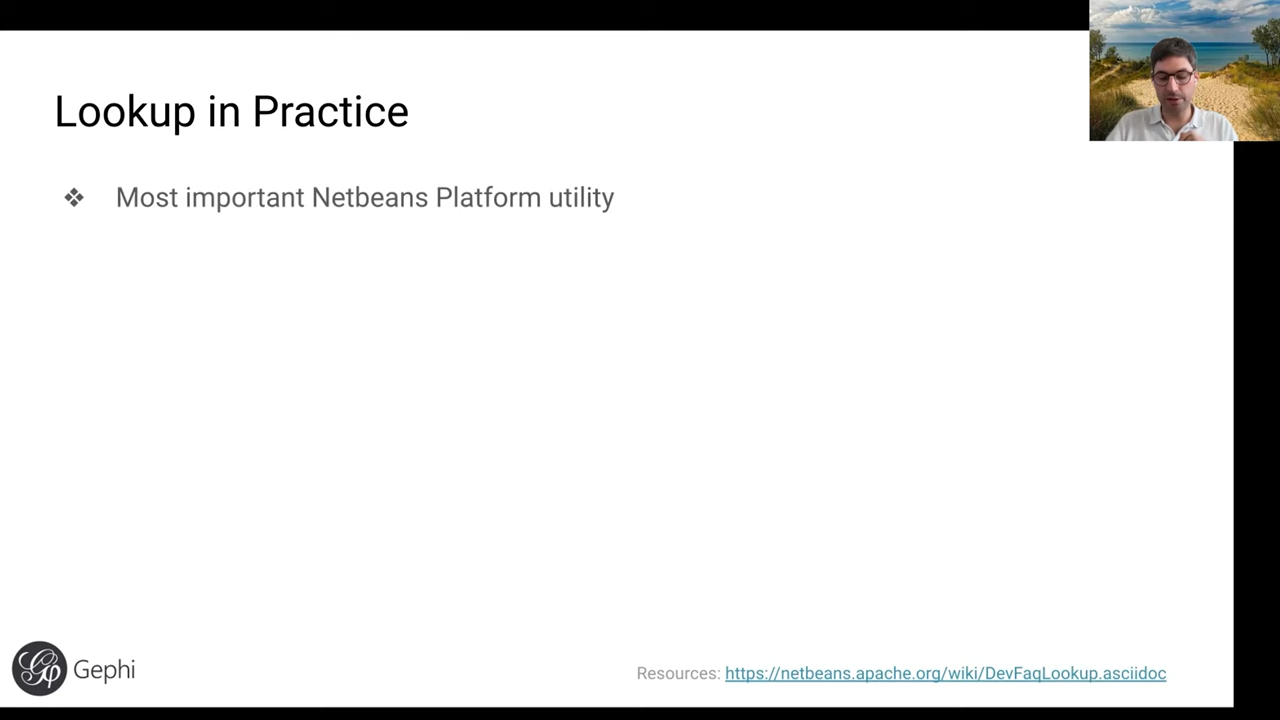 Lookup in Practice
❖ Most important Netbeans Platform utility
Gephi
Resources: https://netbeans.apache.org/wiki/DevFaqLookup.asciidoc